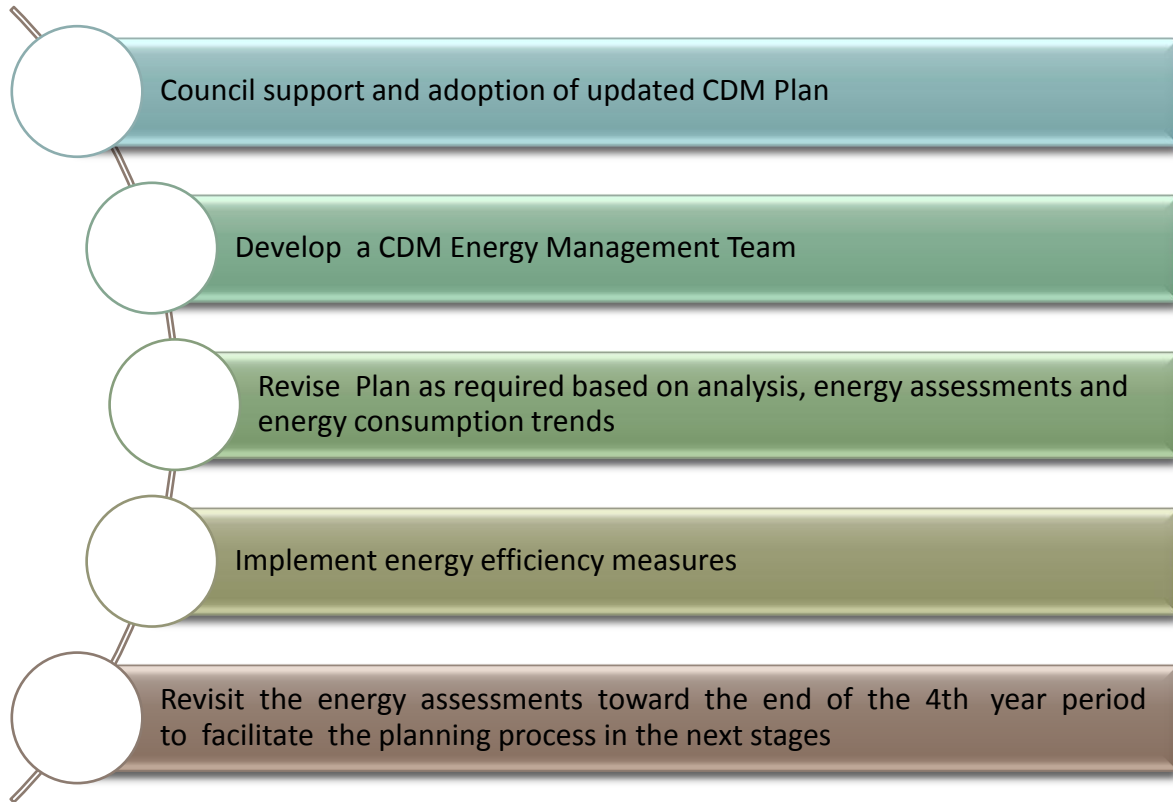 Council support and adoption of updated CDM Plan
Develop a CDM Energy Management Team
Revise Plan as required based on analysis, energy assessments and
energy consumption trends
Implement energy efficiency measures
Revisit the energy assessments toward the end of the 4th year period
to facilitate the planning process in the next stages